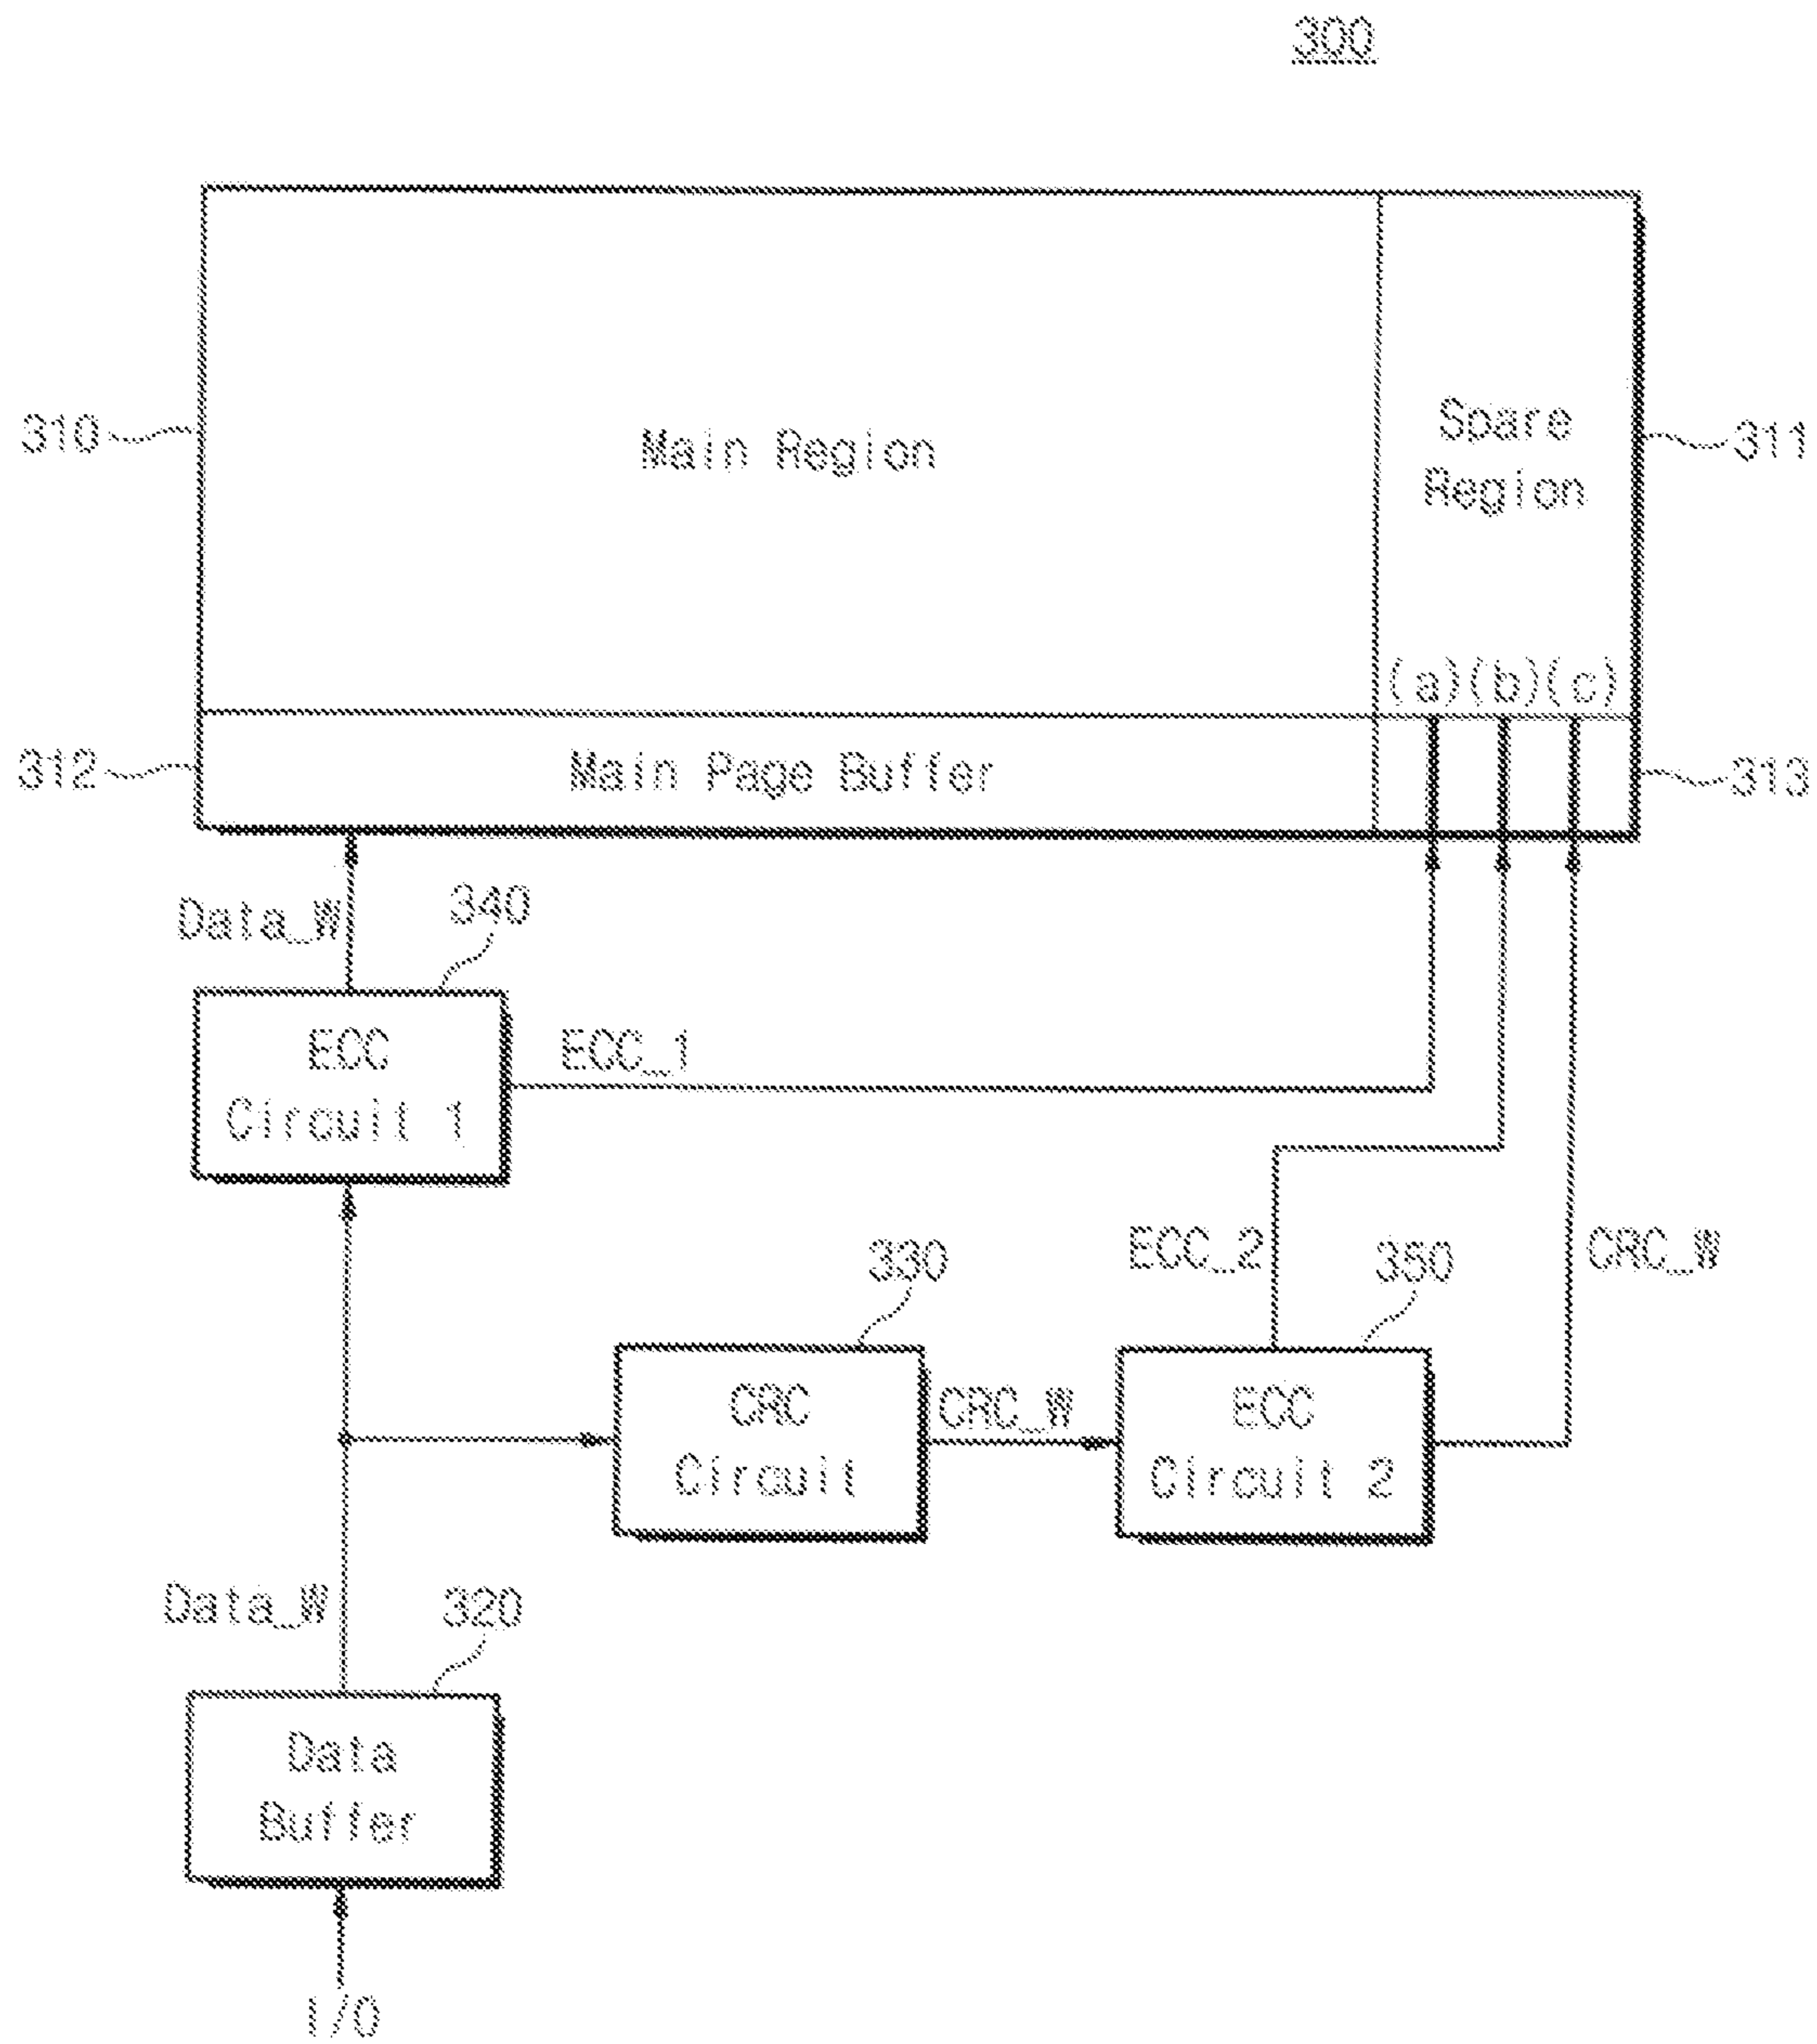 300
310
Main Region
Spare
Region
311
(a)(b)(c)
312
Main Page Buffer
313
Data_W
340
ECC
Circuit 1
ECC_1
ECC_2
CRC_W
330
350
CRC
Circuit
CRC_W
ECC
Circuit 2
Data_W
320
Data
Buffer
I/O